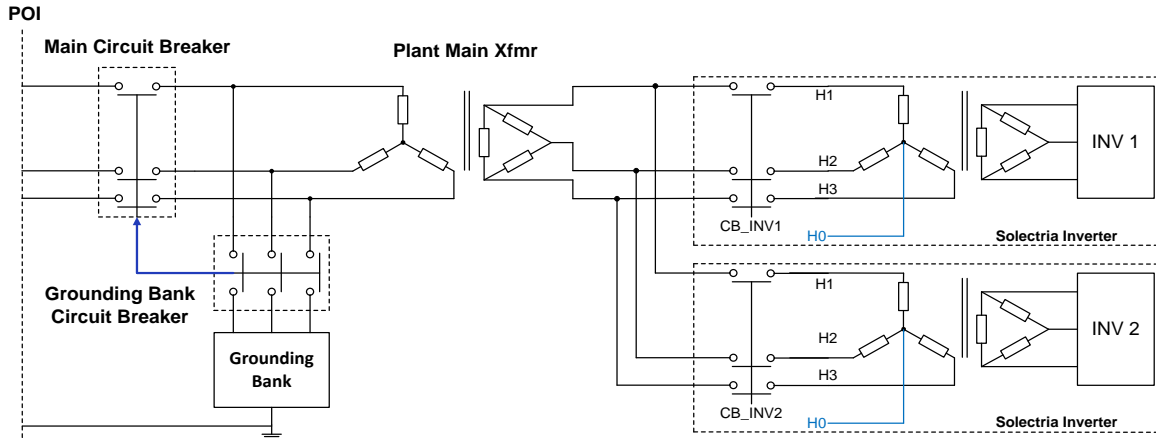 POI
Main Circuit Breaker
Plant Main Xfmr
H1
H2
H3
CB_INV1
H0
INV 1
Solectria Inverter
Grounding Bank
Circuit Breaker
Grounding
Bank
H1
H2
H3
CB_INV2
H0
INV 2
Solectria Inverter